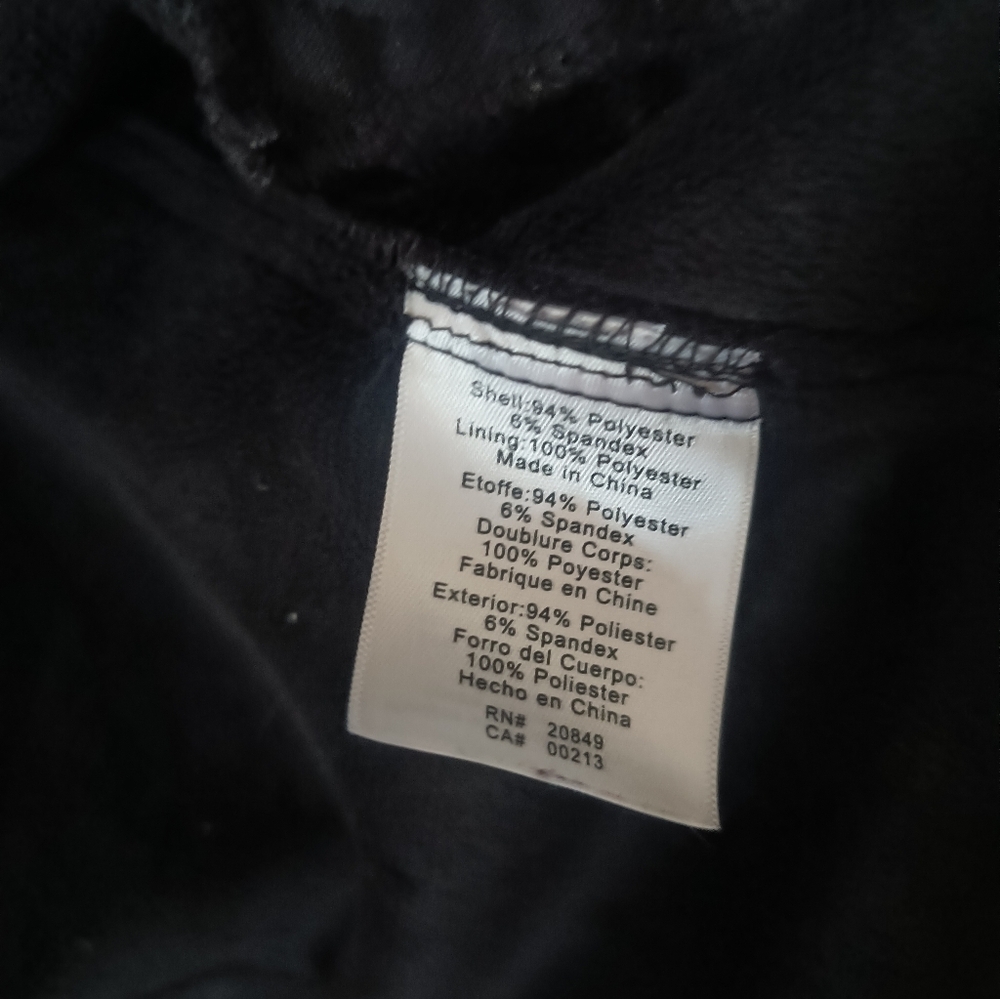 Shell:94% Polyester
6% Spandex
Lining:100% Polyester
Made in China
Etoffe:94% Polyester
6% Spandex
Doublure Corps:
100% Poyester
Fabrique en Chine
Exterior:94% Poliester
6% Spandex
Forro del Cuerpo:
100% Poliester
Hecho en China
RN# 20849
CA# 00213